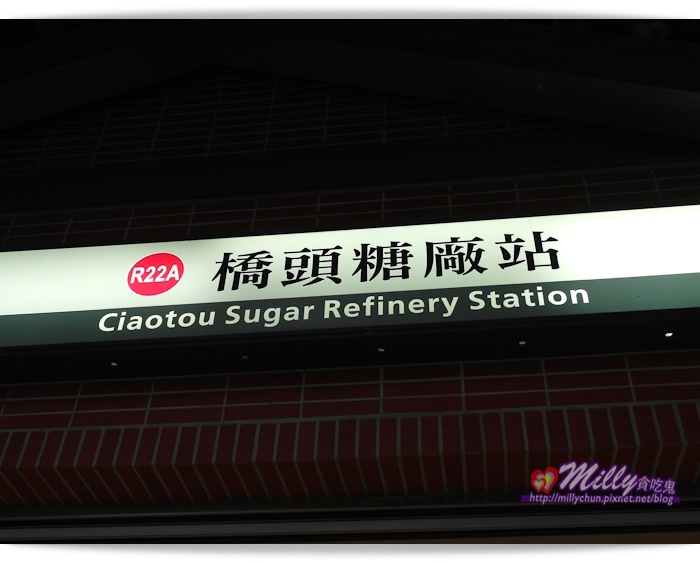 R22A 橋頭糖廠站
Ciaotou Sugar Refinery Station
Milly貪吃鬼
http://millychun.pixnet.net/blog